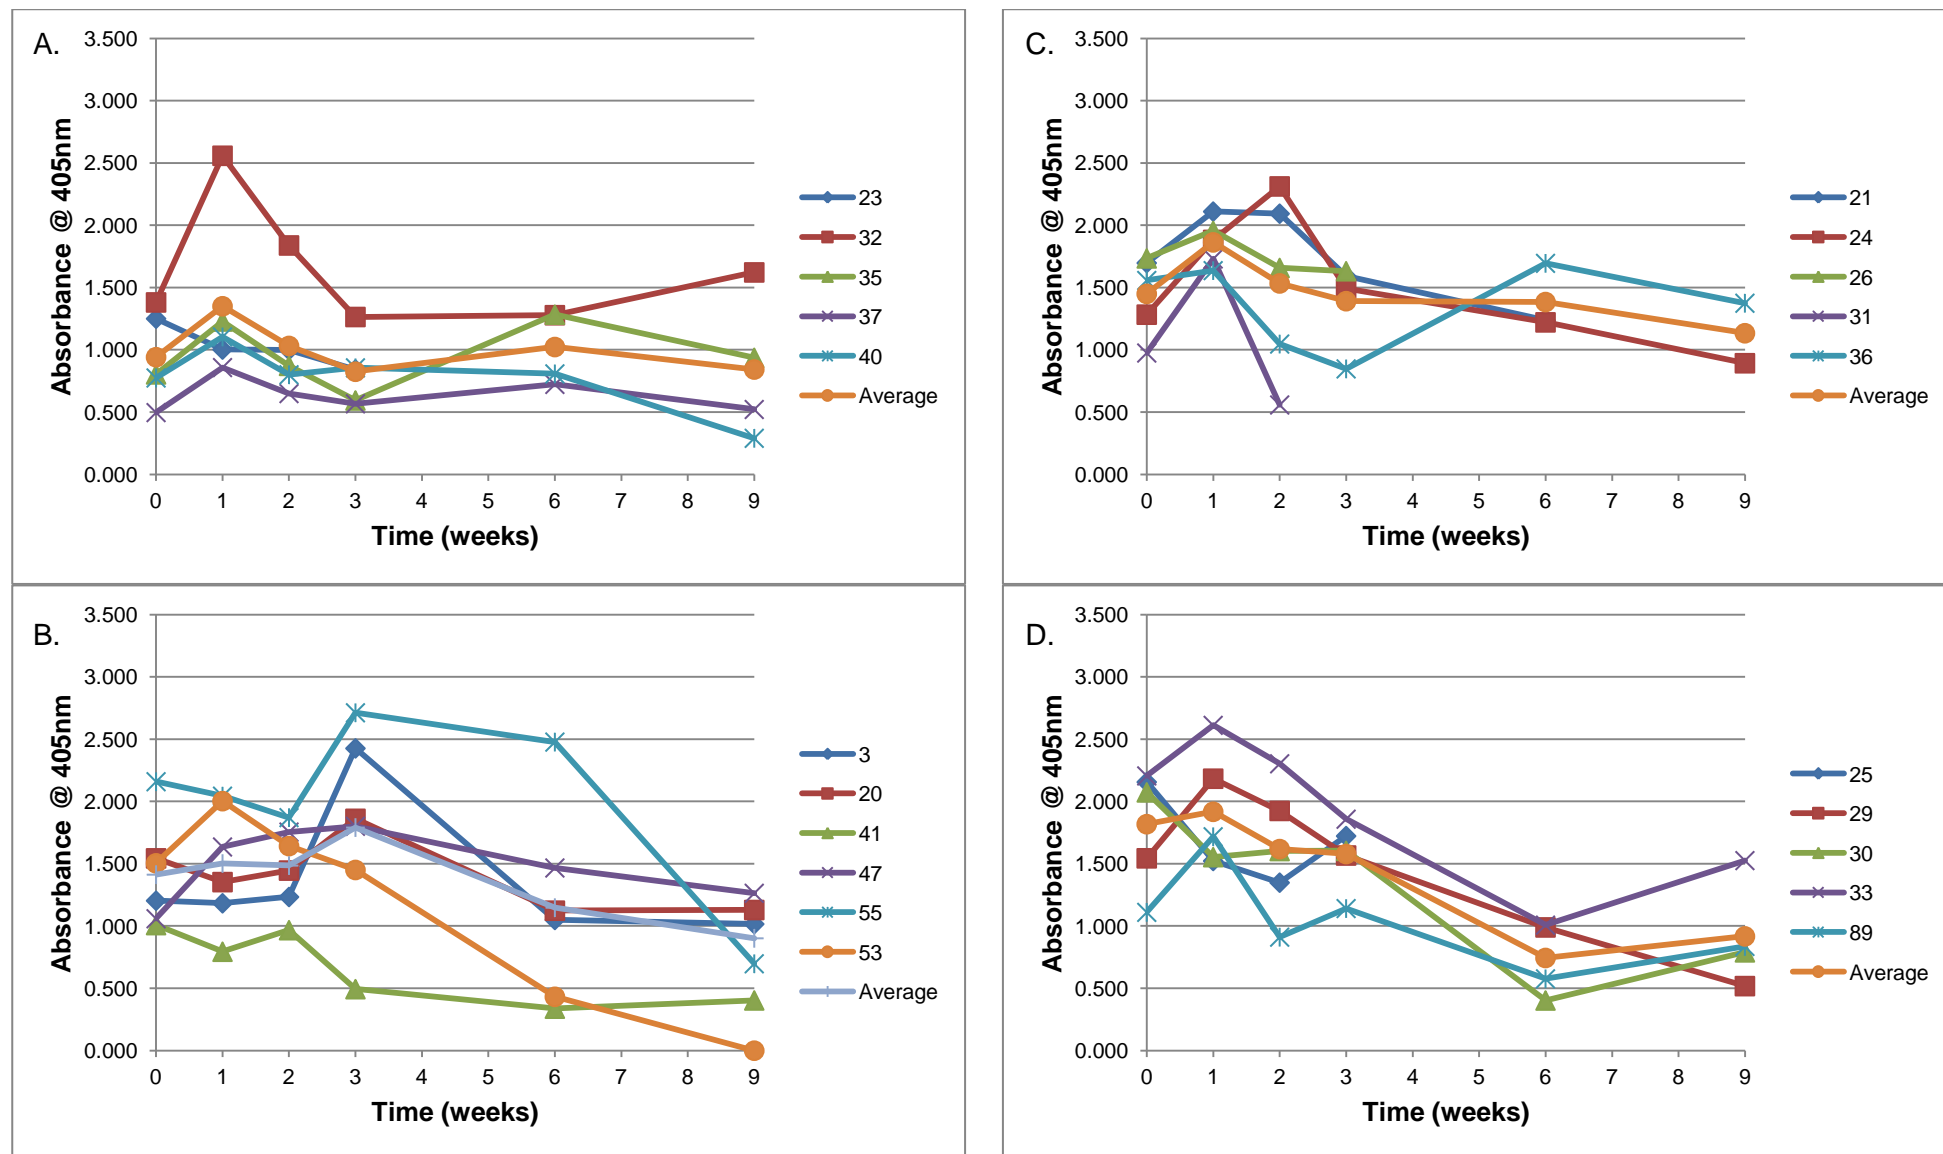 A.
3.500
3.000
2.500
2.000
1.500
1.000
0.500
0.000
Absorbance @ 405nm
0 1 2 3 4 5 6 7 8 9
Time (weeks)
23
32
35
37
40
Average
C.
3.500
3.000
2.500
2.000
1.500
1.000
0.500
0.000
Absorbance @ 405nm
0 1 2 3 4 5 6 7 8 9
Time (weeks)
21
24
26
31
36
Average
B.
3.500
3.000
2.500
2.000
1.500
1.000
0.500
0.000
Absorbance @ 405nm
0 1 2 3 4 5 6 7 8 9
Time (weeks)
3
20
41
47
55
53
Average
D.
3.500
3.000
2.500
2.000
1.500
1.000
0.500
0.000
Absorbance @ 405nm
0 1 2 3 4 5 6 7 8 9
Time (weeks)
25
29
30
33
89
Average